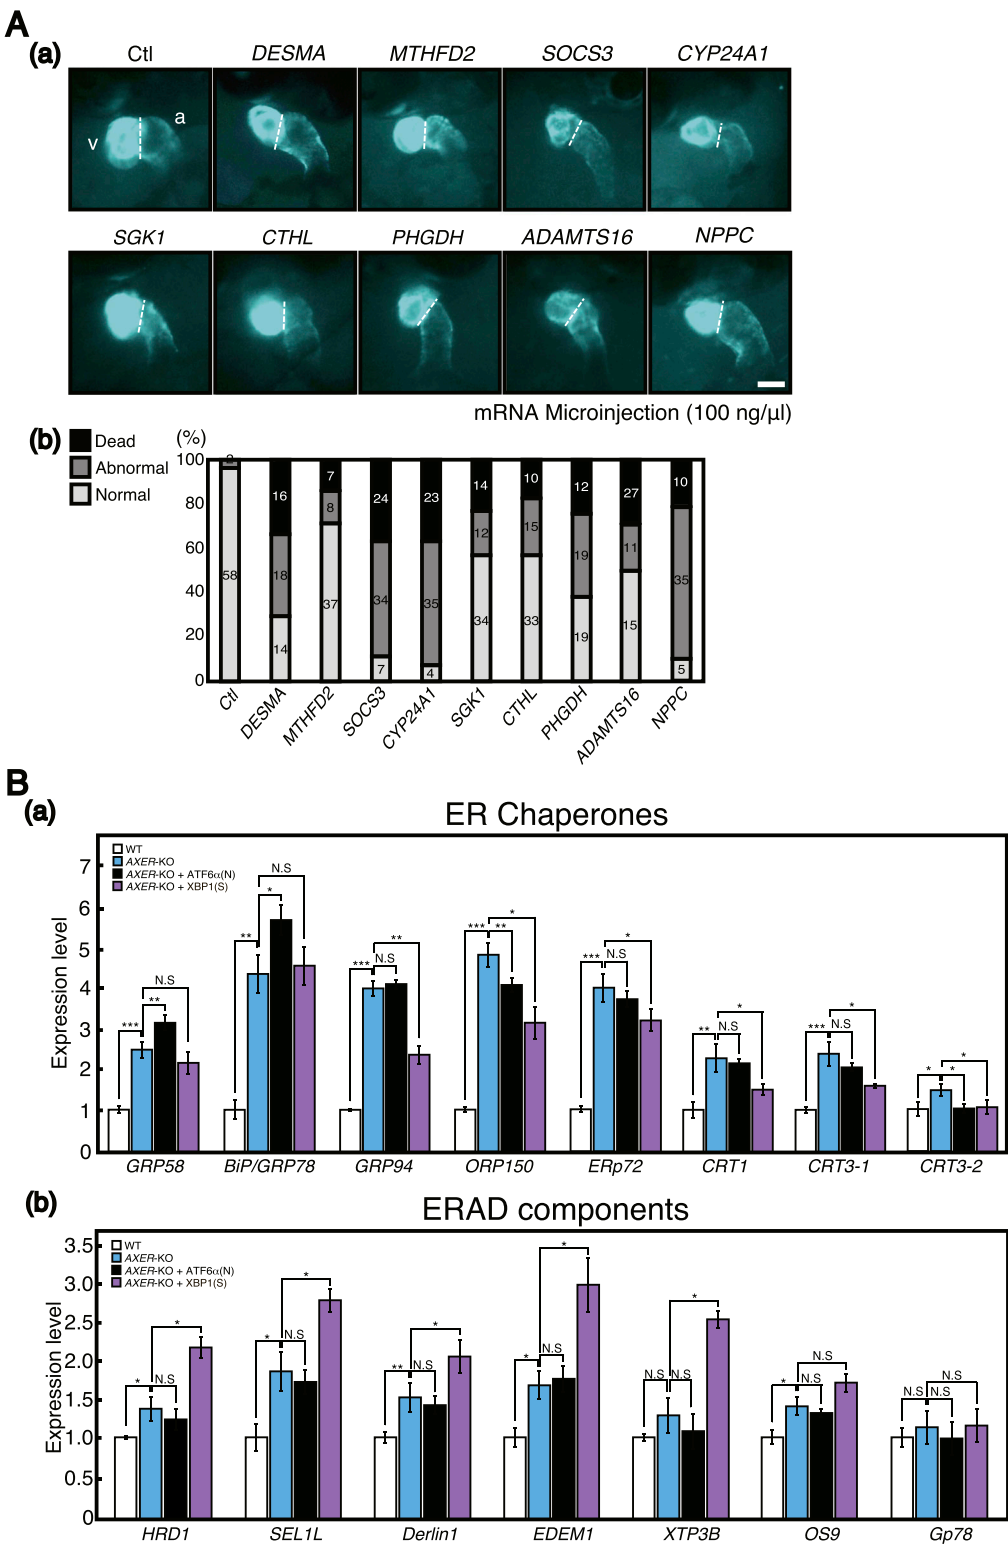 A
(a)
Ctl DESMA MTHFD2 SOCS3 CYP24A1
v a
SGK1 CTHL PHGDH ADAMTS16 NPPC
mRNA Microinjection (100 ng/µl)
(b)
Dead
Abnormal
Normal
(%)
100
80
60
40
20
0
2
58
16
18
14
7
8
37
24
34
7
23
35
4
14
12
34
10
15
33
12
19
19
27
11
15
10
35
5
Ctl DESMA MTHFD2 SOCS3 CYP24A1 SGK1 CTHL PHGDH ADAMTS16 NPPC
B
(a)
ER Chaperones
WT
AXER-KO
AXER-KO + ATF6α(N)
AXER-KO + XBP1(S)
Expression level
7
6
5
4
3
2
1
0
*** ** N.S
** * N.S
*** N.S **
*** ** *
*** N.S *
** N.S *
*** N.S *
* * *
GRP58 BiP/GRP78 GRP94 ORP150 ERp72 CRT1 CRT3-1 CRT3-2
(b)
ERAD components
WT
AXER-KO
AXER-KO + ATF6α(N)
AXER-KO + XBP1(S)
Expression level
3.5
3.0
2.5
2.0
1.5
1.0
0.5
0
* N.S *
* N.S *
** N.S *
* N.S *
N.S N.S *
* N.S N.S
N.S N.S N.S
HRD1 SEL1L Derlin1 EDEM1 XTP3B OS9 Gp78